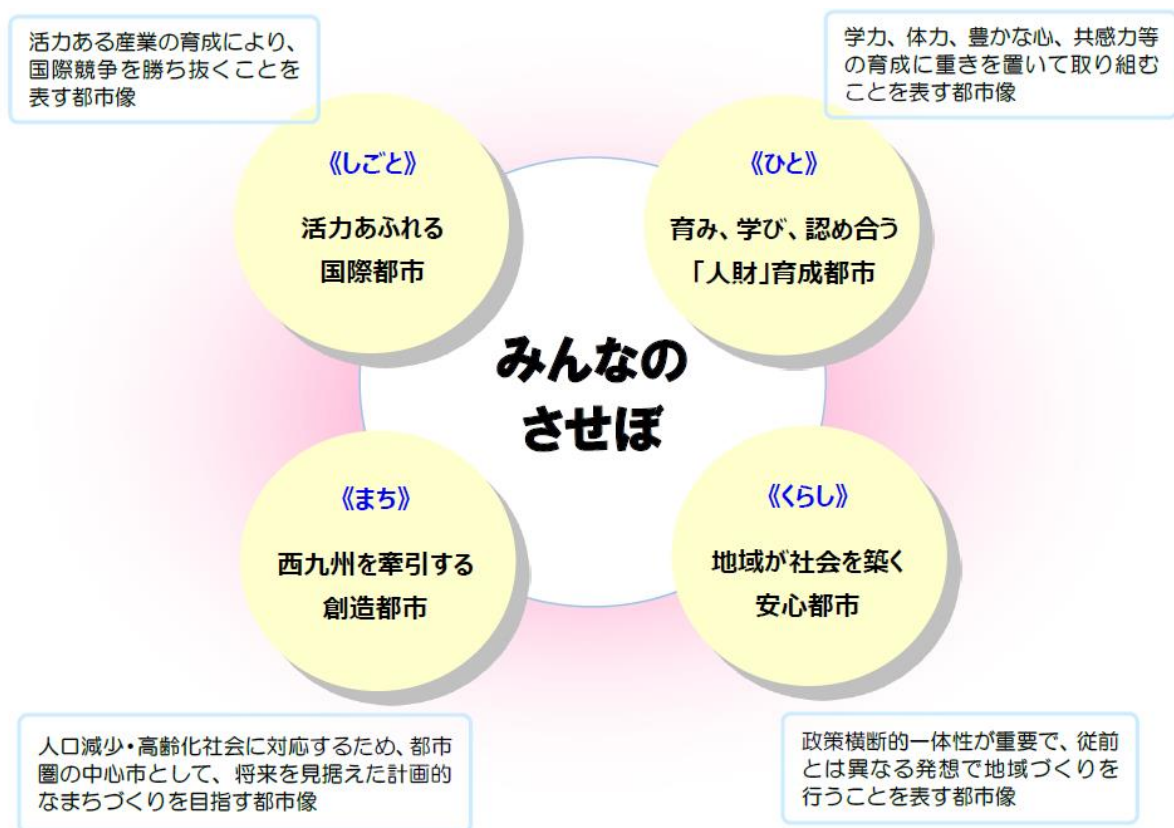 活力ある産業の育成により、
国際競争を勝ち抜くことを
表す都市像
学力、体力、豊かな心、共感力等
の育成に重きを置いて取り組む
ことを表す都市像
《しごと》
活力あふれる
国際都市
《ひと》
育み、学び、認め合う
「人財」育成都市
みんなの
させぼ
《まち》
西九州を牽引する
創造都市
《くらし》
地域が社会を築く
安心都市
人口減少・高齢化社会に対応するため、都市
圏の中心市として、将来を見据えた計画的
なまちづくりを目指す都市像
政策横断的一体性が重要で、従前
とは異なる発想で地域づくりを
行うことを表す都市像